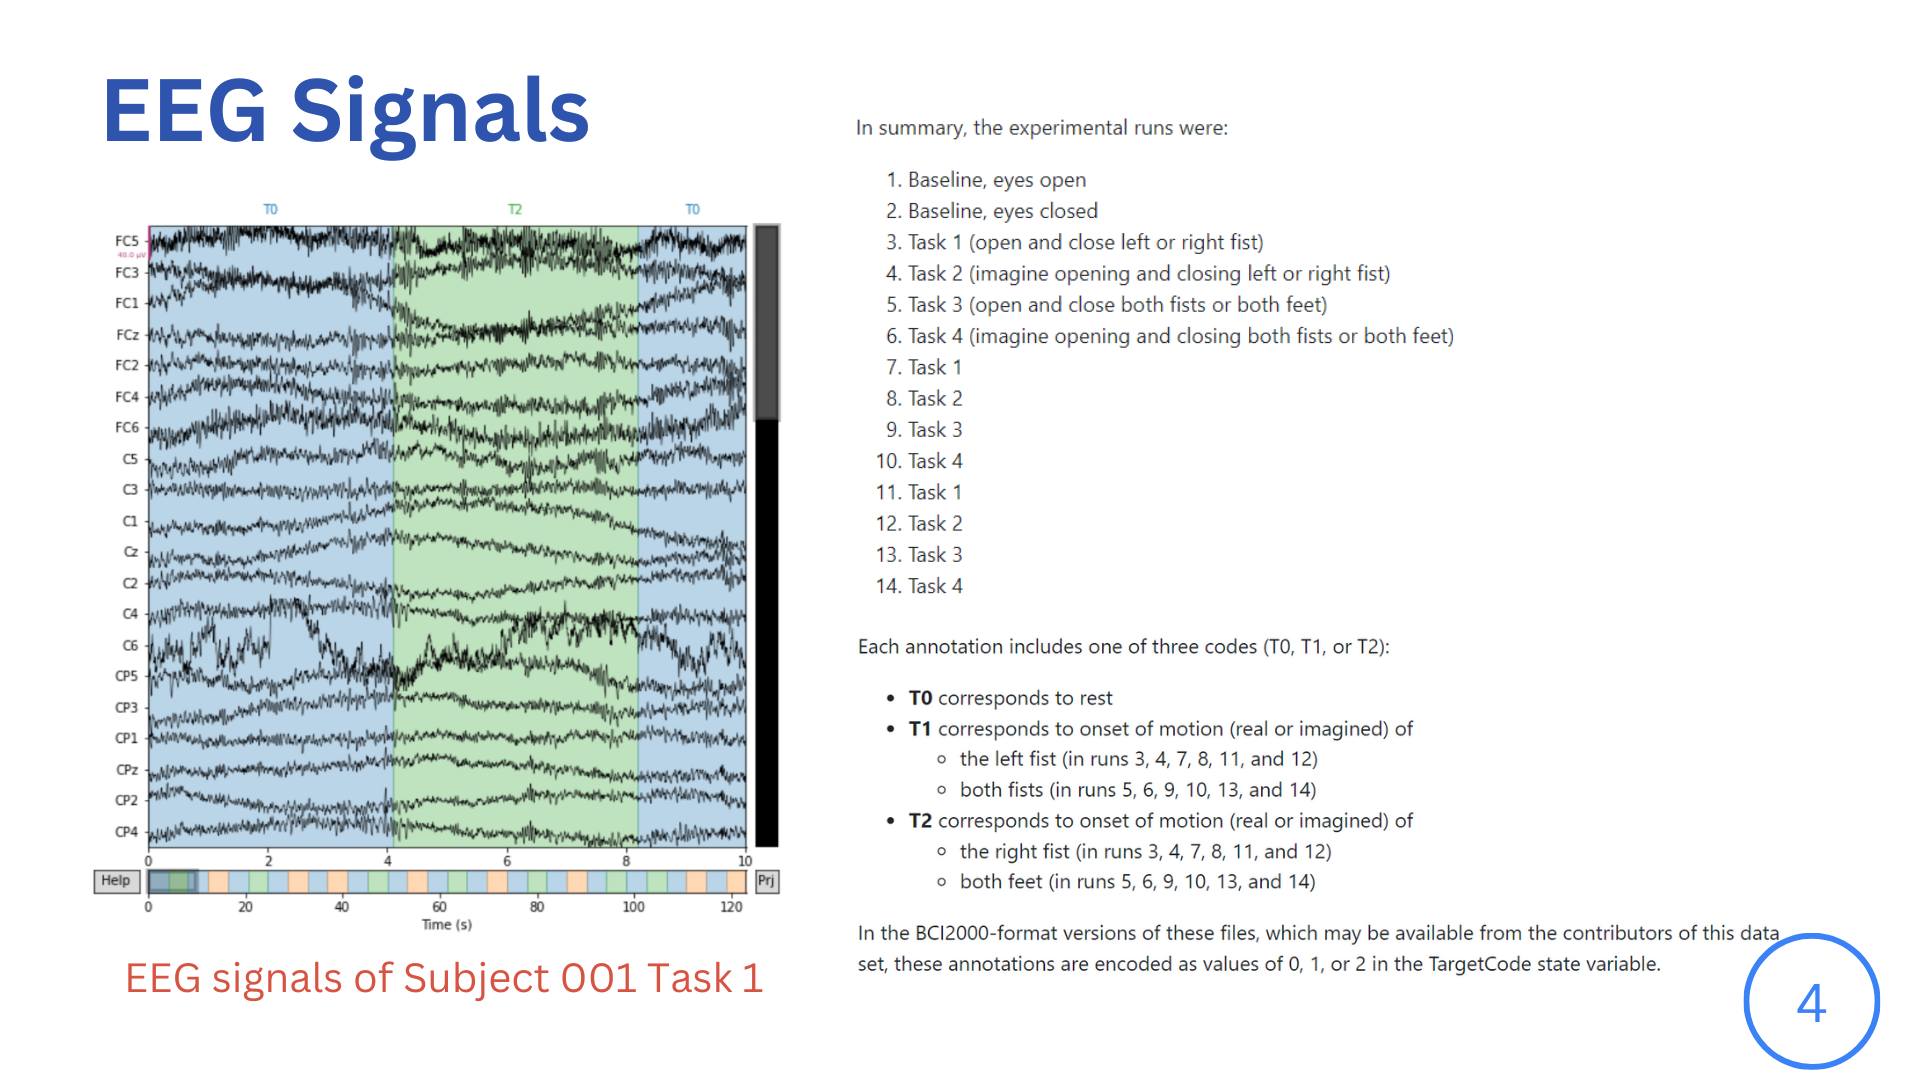 EEG Signals
T0 T2 T0
FC5
40.0 µV
FC3
FC1
FCz
FC2
FC4
FC6
C5
C3
C1
Cz
C2
C4
C6
CP5
CP3
CP1
CPz
CP2
CP4
0 2 4 6 8 10
Help Prj
0 20 40 60 80 100 120
Time (s)
EEG signals of Subject 001 Task 1
In summary, the experimental runs were:
1. Baseline, eyes open
2. Baseline, eyes closed
3. Task 1 (open and close left or right fist)
4. Task 2 (imagine opening and closing left or right fist)
5. Task 3 (open and close both fists or both feet)
6. Task 4 (imagine opening and closing both fists or both feet)
7. Task 1
8. Task 2
9. Task 3
10. Task 4
11. Task 1
12. Task 2
13. Task 3
14. Task 4
Each annotation includes one of three codes (T0, T1, or T2):
• T0 corresponds to rest
• T1 corresponds to onset of motion (real or imagined) of
◦ the left fist (in runs 3, 4, 7, 8, 11, and 12)
◦ both fists (in runs 5, 6, 9, 10, 13, and 14)
• T2 corresponds to onset of motion (real or imagined) of
◦ the right fist (in runs 3, 4, 7, 8, 11, and 12)
◦ both feet (in runs 5, 6, 9, 10, 13, and 14)
In the BCI2000-format versions of these files, which may be available from the contributors of this data
set, these annotations are encoded as values of 0, 1, or 2 in the TargetCode state variable.
4